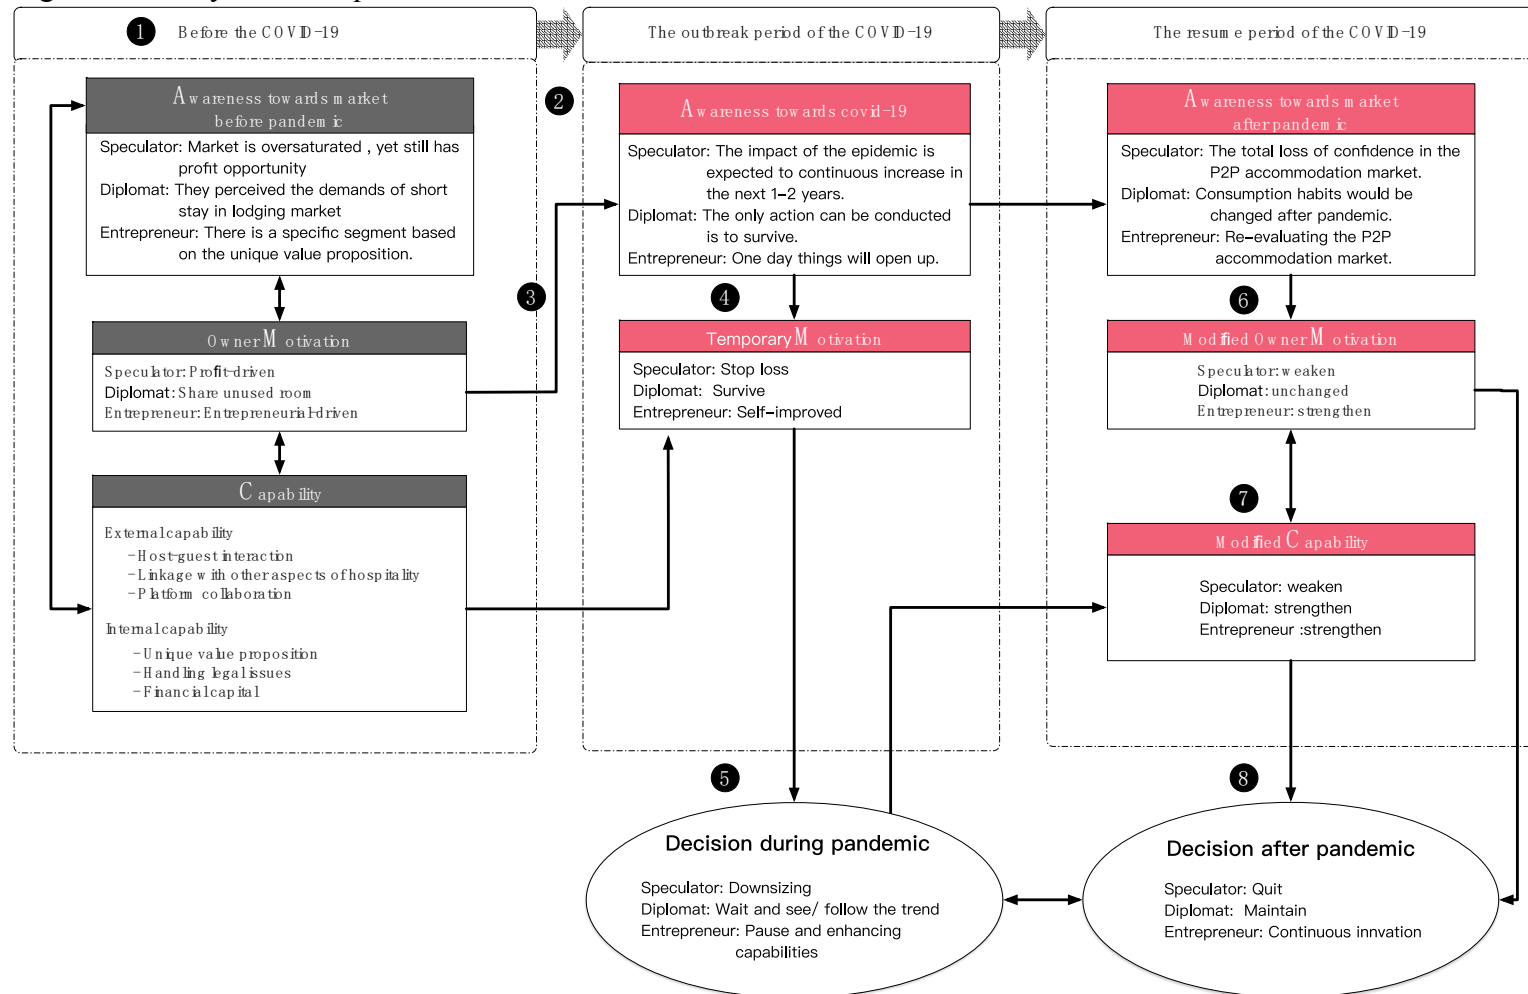 1 Before the COVID-19
The outbreak period of the COVID-19
The resume period of the COVID-19
Awareness towards market
before pandemic
Speculator: Market is oversaturated , yet still has
profit opportunity
Diplomat: They perceived the demands of short
stay in lodging market
Entrepreneur: There is a specific segment based
on the unique value proposition.
Owner Motivation
Speculator: Profit-driven
Diplomat: Share unused room
Entrepreneur: Entrepreneurial-driven
Capability
External capability
- Host-guest interaction
- Linkage with other aspects of hospitality
- Platform collaboration
Internal capability
- Unique value proposition
- Handling legal issues
- Financial capital
2
3
Awareness towards covid-19
Speculator: The impact of the epidemic is
expected to continuous increase in
the next 1-2 years.
Diplomat: The only action can be conducted
is to survive.
Entrepreneur: One day things will open up.
4
Temporary Motivation
Speculator: Stop loss
Diplomat: Survive
Entrepreneur: Self-improved
5
Decision during pandemic
Speculator: Downsizing
Diplomat: Wait and see/ follow the trend
Entrepreneur: Pause and enhancing
capabilities
Awareness towards market
after pandemic
Speculator: The total loss of confidence in the
P2P accommodation market.
Diplomat: Consumption habits would be
changed after pandemic.
Entrepreneur: Re-evaluating the P2P
accommodation market.
6
Modified Owner Motivation
Speculator: weaken
Diplomat: unchanged
Entrepreneur: strengthen
7
Modified Capability
Speculator: weaken
Diplomat: strengthen
Entrepreneur :strengthen
8
Decision after pandemic
Speculator: Quit
Diplomat: Maintain
Entrepreneur: Continuous innvation